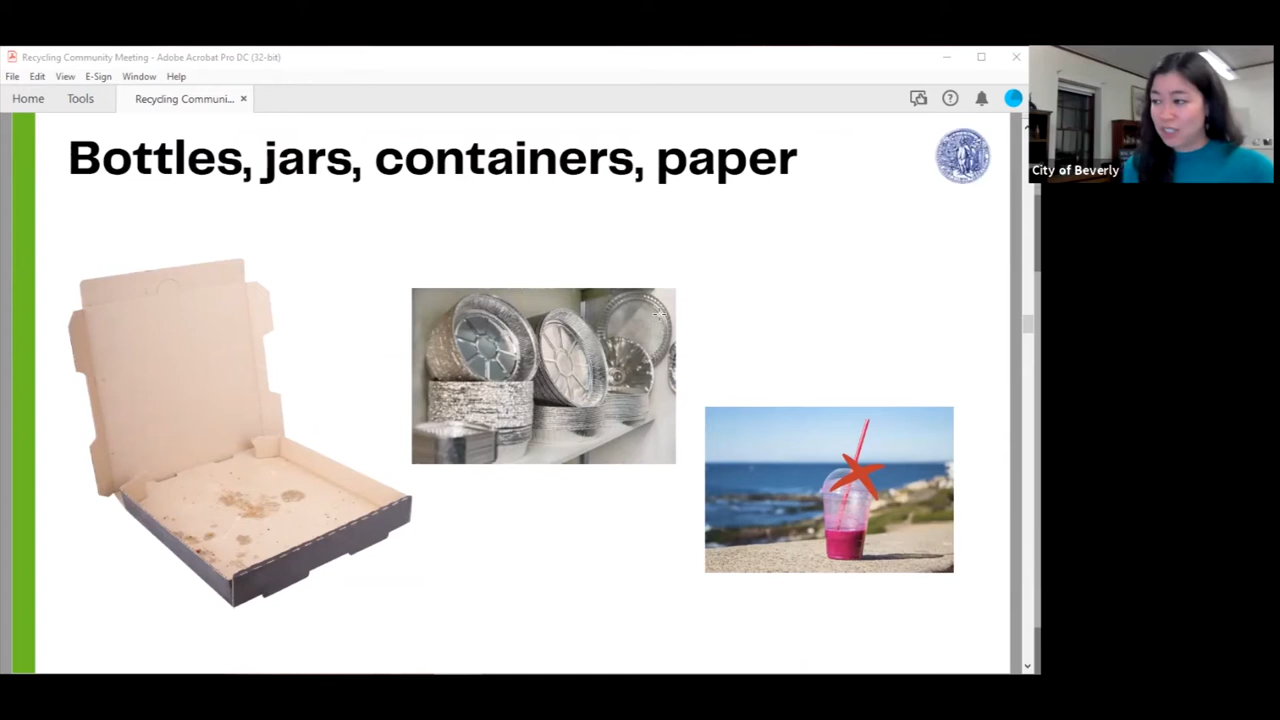 Recycling Community Meeting - Adobe Acrobat Pro DC (32-bit)
File Edit View E-Sign Window Help
Home Tools Recycling Communi...
Bottles, jars, containers, paper
City of Beverly